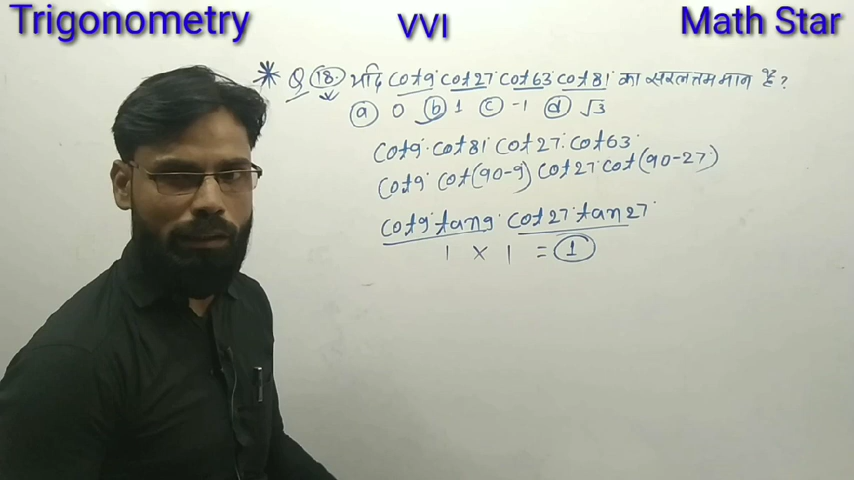 Trigonometry VVI Math Star
* Q 18. यदि cot9° cot27° cot63° cot81° का सरलतम मान है ?
(a) 0 (b) 1 (c) -1 (d) √3
cot9°. cot81° cot27°. cot63°
cot9° cot(90-9) cot27° cot(90-27)
cot9° tan9° cot27° tan27°
1 × 1 = 1